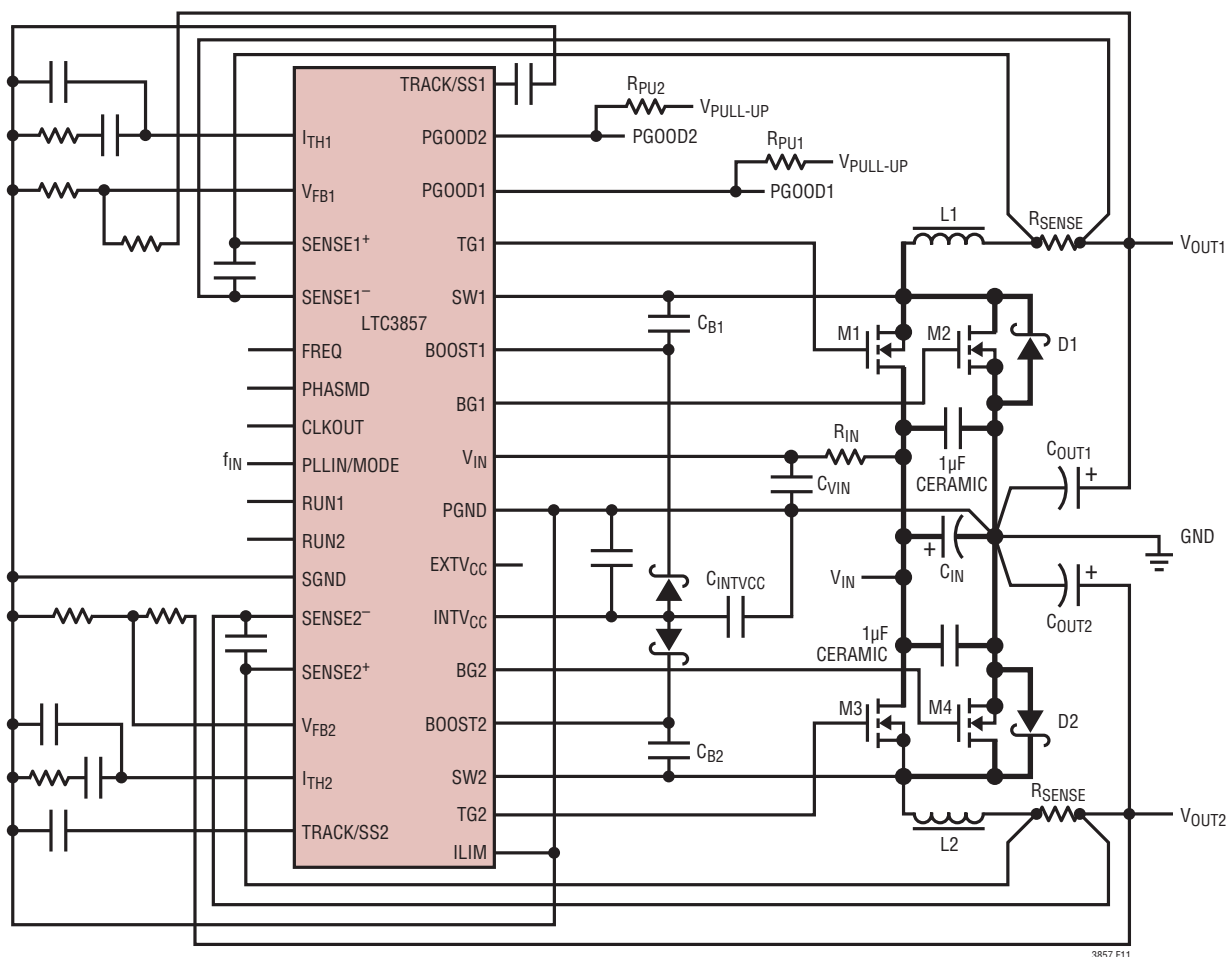 TRACK/SS1
RPU2
VPULL-UP
PGOOD2
PGOOD2
RPU1
VPULL-UP
PGOOD1
PGOOD1
ITH1
VFB1
SENSE1+
SENSE1–
LTC3857
FREQ
PHASMD
CLKOUT
fIN
PLLIN/MODE
RUN1
RUN2
SGND
SENSE2–
SENSE2+
VFB2
ITH2
TRACK/SS2
TG1
SW1
BOOST1
BG1
VIN
PGND
EXTVCC
INTVCC
BG2
BOOST2
SW2
TG2
ILIM
CB1
RIN
CVIN
CINTVCC
CB2
L1
RSENSE
VOUT1
M1
M2
D1
1µF
CERAMIC
COUT1
+
GND
+
CIN
VIN
+
COUT2
1µF
CERAMIC
M3
M4
D2
RSENSE
L2
VOUT2
3857 F11